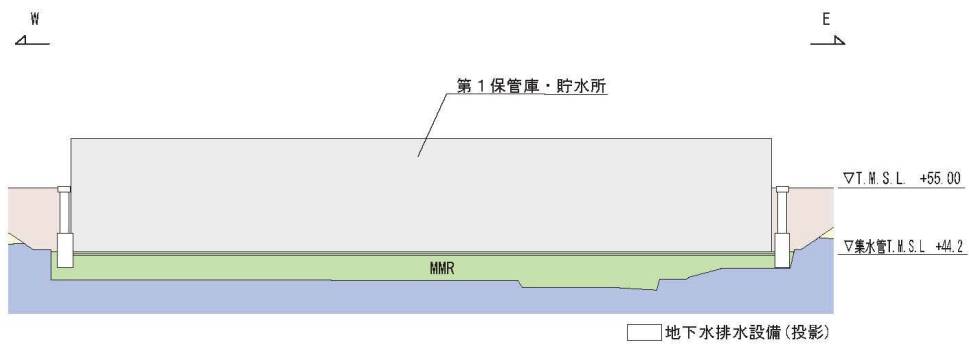 W
E
第1保管庫・貯水所
▽T.M.S.L. +55.00
▽集水管T.M.S.L +44.2
MMR
地下水排水設備(投影)